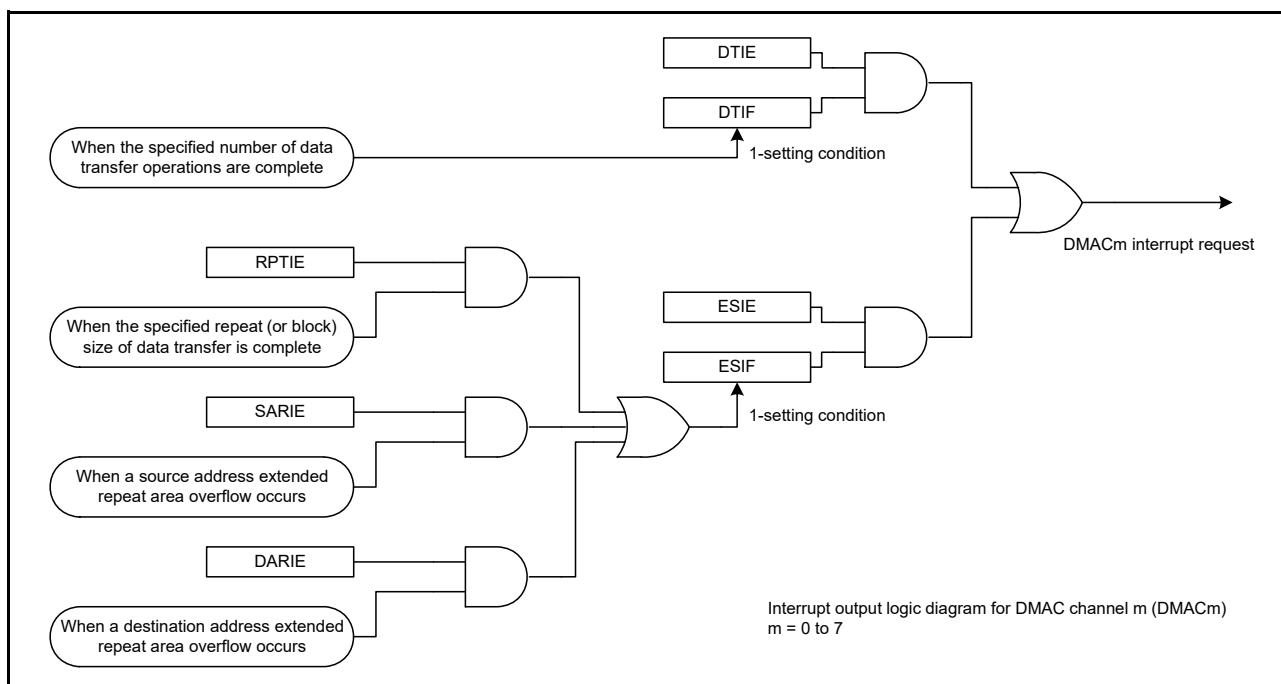 DTIE
DTIF
When the specified number of data
transfer operations are complete
1-setting condition
DMACm interrupt request
RPTIE
When the specified repeat (or block)
size of data transfer is complete
ESIE
ESIF
1-setting condition
SARIE
When a source address extended
repeat area overflow occurs
DARIE
When a destination address extended
repeat area overflow occurs
Interrupt output logic diagram for DMAC channel m (DMACm)
m = 0 to 7